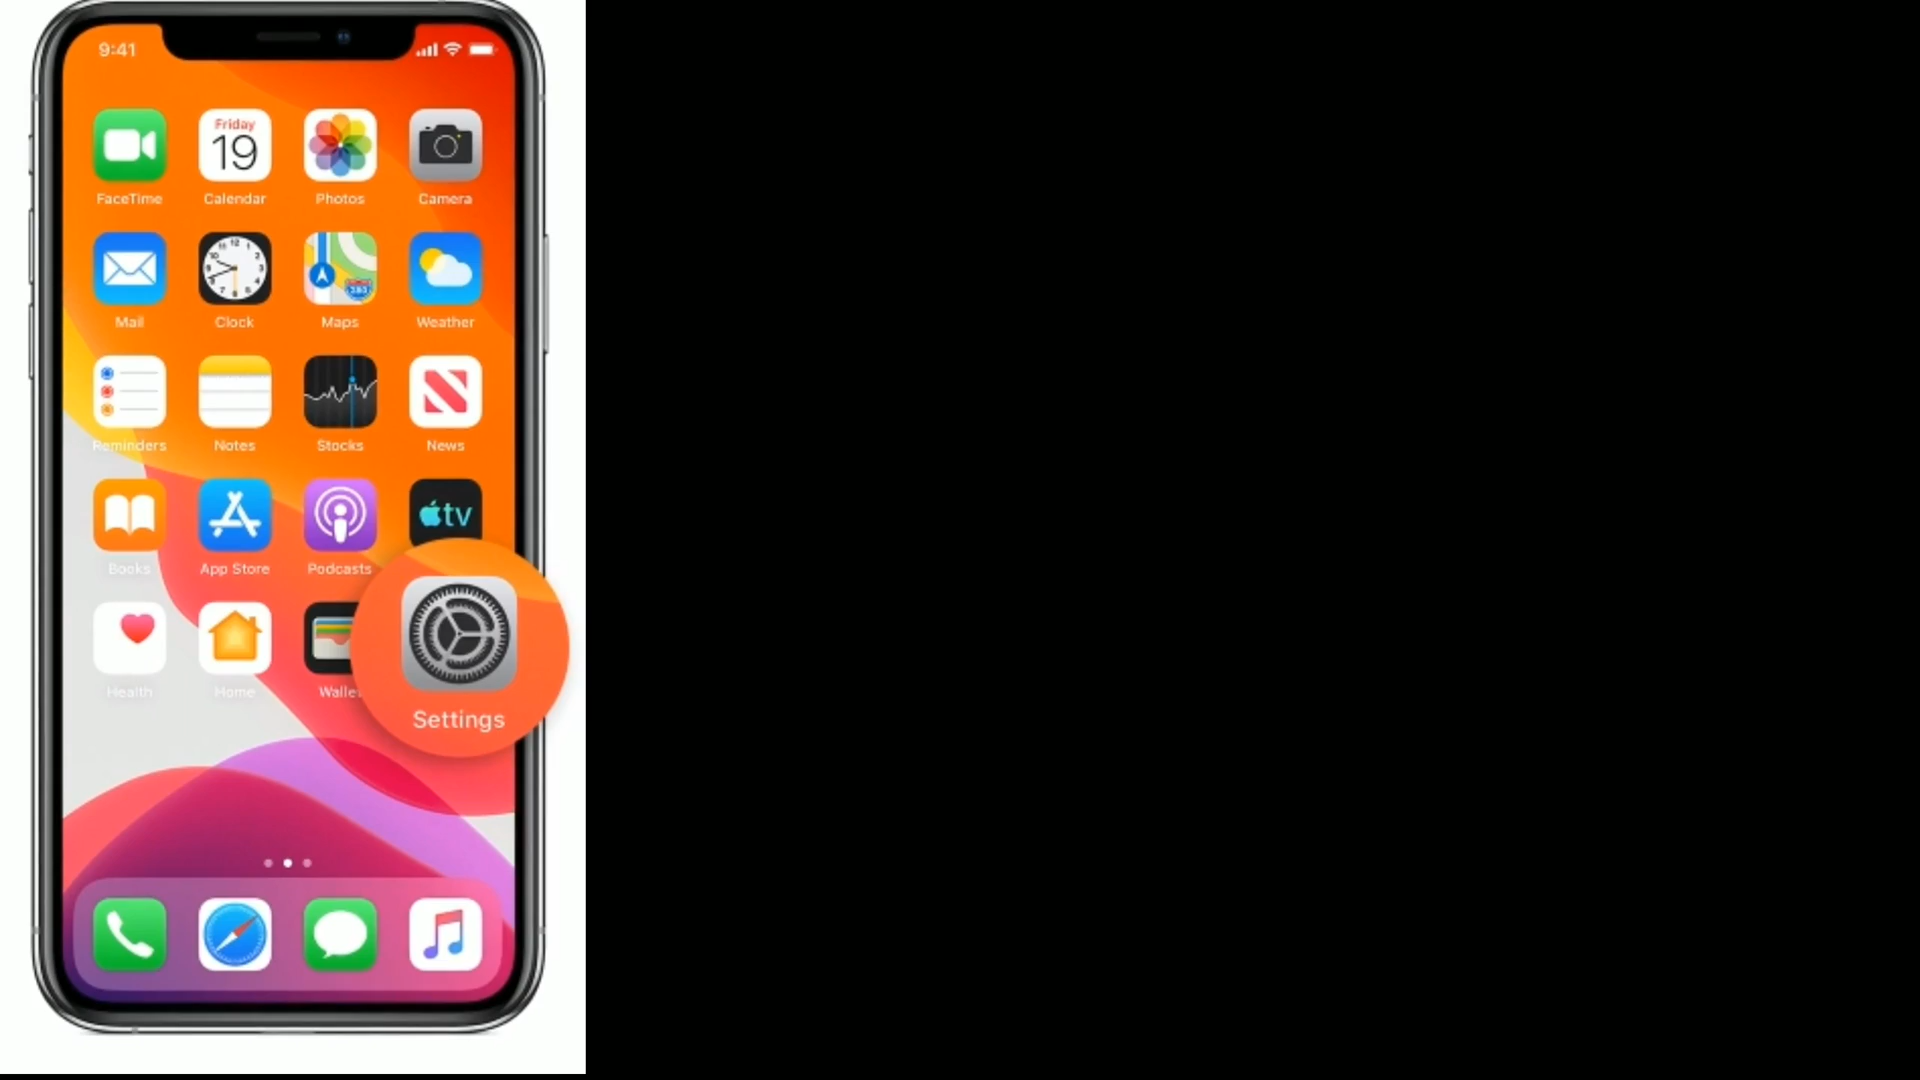 9:41
Friday
19
FaceTime Calendar Photos Camera
280
Mail Clock Maps Weather
Reminders Notes Stocks News
tv
Books App Store Podcasts
Health Home Walle
Settings